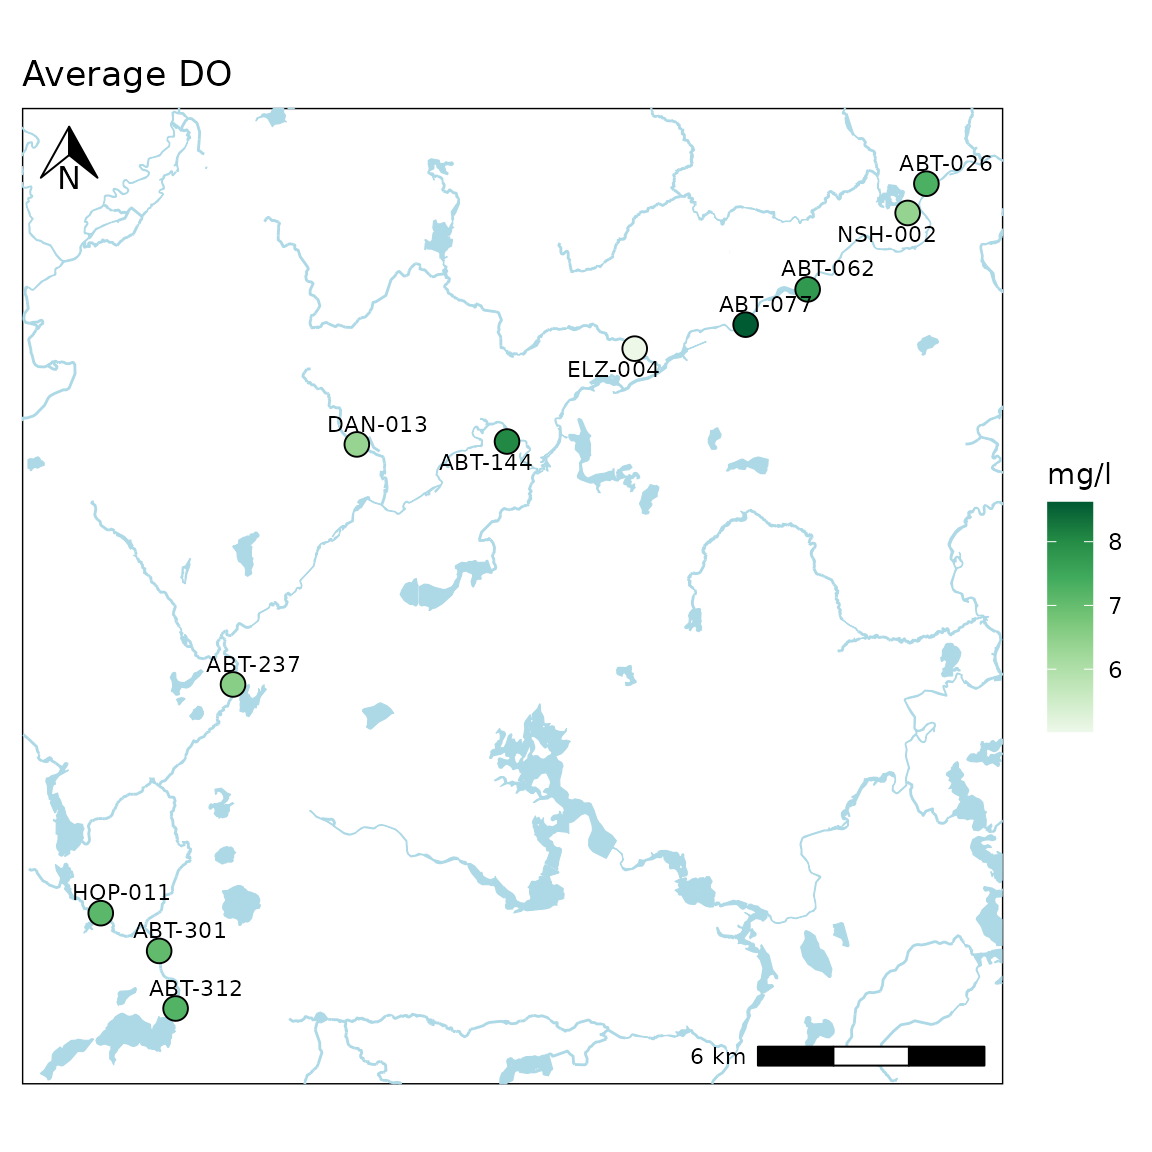 Average DO
N
ABT-026
NSH-002
ABT-062
ABT-077
ELZ-004
DAN-013
ABT-144
ABT-237
HOP-011
ABT-301
ABT-312
6 km
mg/l
8
7
6